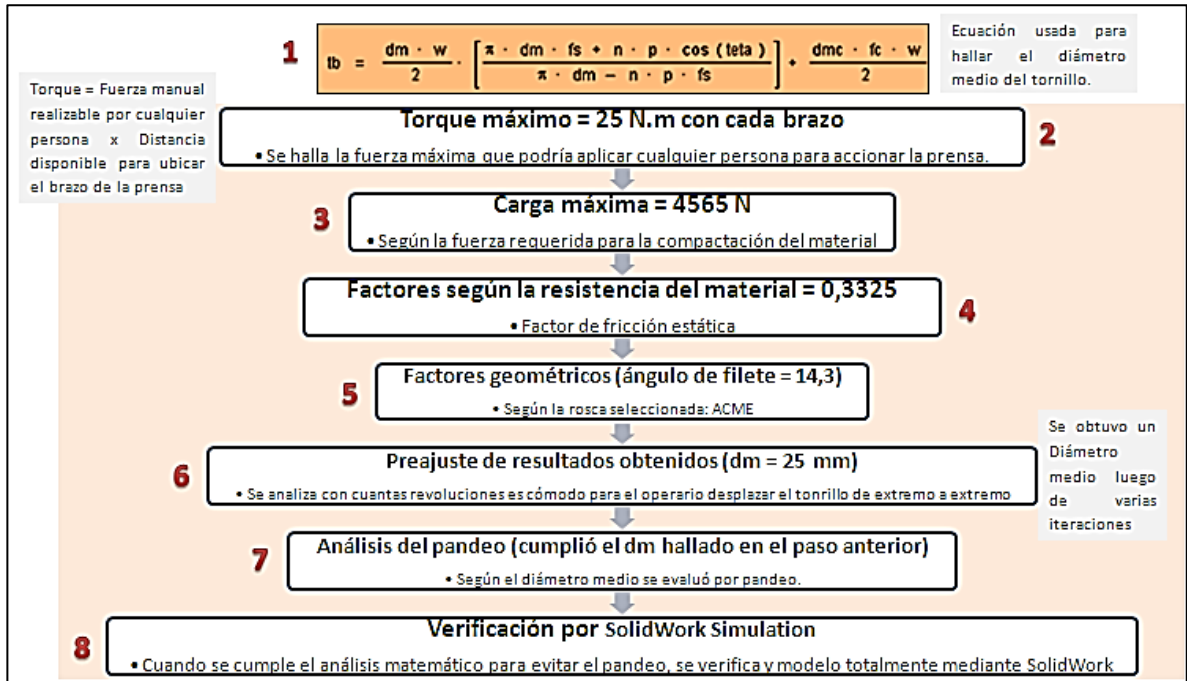 1
tb = dm · w / 2 · [ π · dm · fs + n · p · cos (teta) / π · dm − n · p · fs ] + dmc · fc · w / 2
Ecuación usada para
hallar el diámetro
medio del tornillo.
Torque = Fuerza manual
realizable por cualquier
persona x Distancia
disponible para ubicar
el brazo de la prensa
Torque máximo = 25 N.m con cada brazo
• Se halla la fuerza máxima que podría aplicar cualquier persona para accionar la prensa.
2
3
Carga máxima = 4565 N
• Según la fuerza requerida para la compactación del material
Factores según la resistencia del material = 0,3325
• Factor de fricción estática
4
5
Factores geométricos (ángulo de filete = 14,3)
• Según la rosca seleccionada: ACME
6
Preajuste de resultados obtenidos (dm = 25 mm)
• Se analiza con cuantas revoluciones es cómodo para el operario desplazar el tonrillo de extremo a extremo
Se obtuvo un
Diámetro
medio luego
de varias
iteraciones
7
Análisis del pandeo (cumplió el dm hallado en el paso anterior)
• Según el diámetro medio se evaluó por pandeo.
8
Verificación por SolidWork Simulation
• Cuando se cumple el análisis matemático para evitar el pandeo, se verifica y modelo totalmente mediante SolidWork